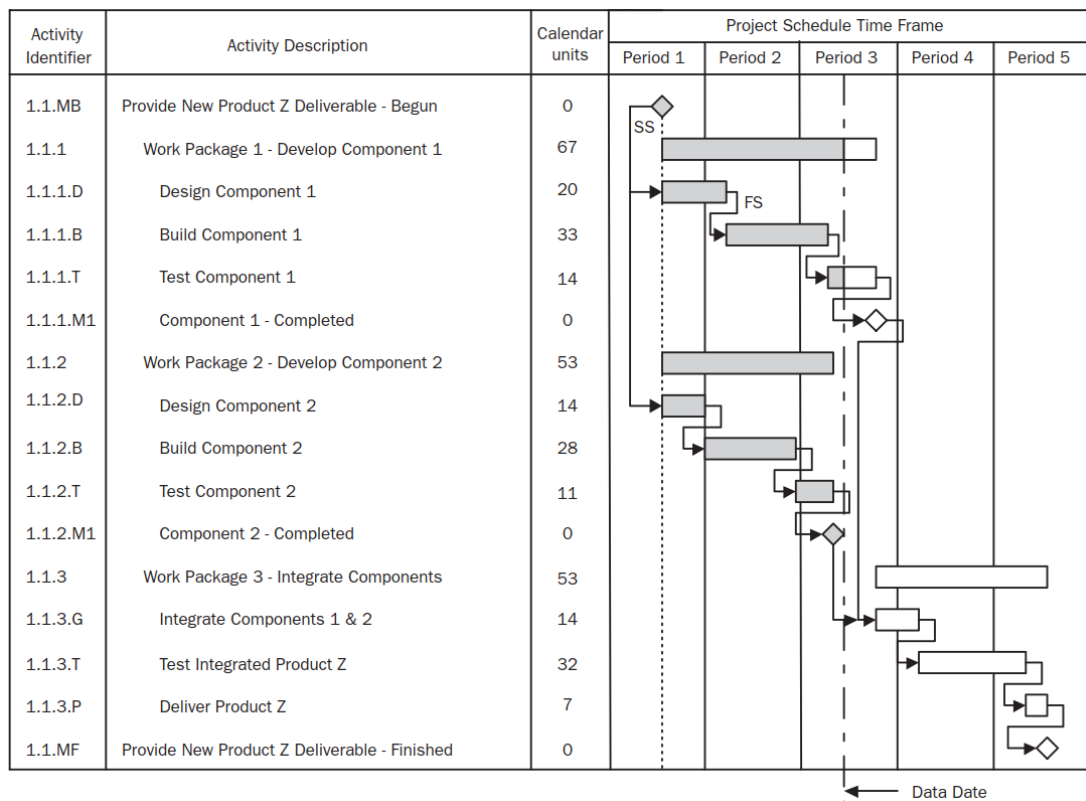 Activity Identifier Activity Description Calendar units Project Schedule Time Frame
Period 1 Period 2 Period 3 Period 4 Period 5
1.1.MB Provide New Product Z Deliverable - Begun 0
SS
1.1.1 Work Package 1 - Develop Component 1 67
1.1.1.D Design Component 1 20
FS
1.1.1.B Build Component 1 33
1.1.1.T Test Component 1 14
1.1.1.M1 Component 1 - Completed 0
1.1.2 Work Package 2 - Develop Component 2 53
1.1.2.D Design Component 2 14
1.1.2.B Build Component 2 28
1.1.2.T Test Component 2 11
1.1.2.M1 Component 2 - Completed 0
1.1.3 Work Package 3 - Integrate Components 53
1.1.3.G Integrate Components 1 & 2 14
1.1.3.T Test Integrated Product Z 32
1.1.3.P Deliver Product Z 7
1.1.MF Provide New Product Z Deliverable - Finished 0
Data Date